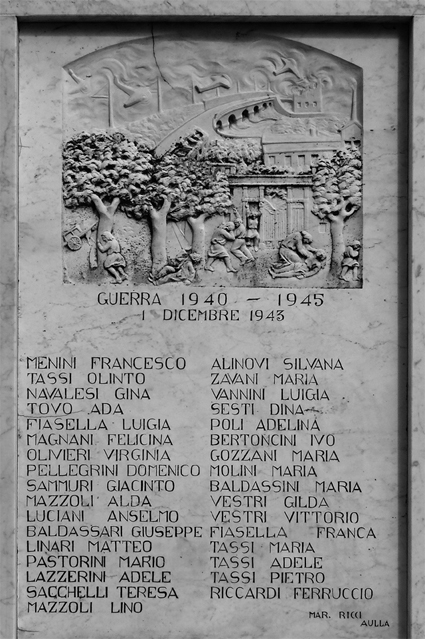 GUERRA 1940 – 1945
1 DICEMBRE 1943
MENINI FRANCESCO
TASSI OLINTO
NAVALESI GINA
TOVO ADA
FIASELLA LUIGIA
MAGNANI FELICINA
OLIVIERI VIRGINIA
PELLEGRINI DOMENICO
SAMMURI GIACINTO
MAZZOLI ALDA
LUCIANI ANSELMO
BALDASSARI GIUSEPPE
LINARI MATTEO
PASTORINI MARIO
LAZZERINI ADELE
SACCHELLI TERESA
MAZZOLI LINO
ALINOVI SILVANA
ZAVANI MARIA
VANNINI LUIGIA
SESTI DINA
POLI ADELINA
BERTONCINI IVO
GOZZANI MARIA
MOLINI MARIA
BALDASSINI MARIA
VESTRI GILDA
VESTRI VITTORIO
FIASELLA FRANCA
TASSI MARIA
TASSI ADELE
TASSI PIETRO
RICCARDI FERRUCCIO
MAR. RICCI
AULLA